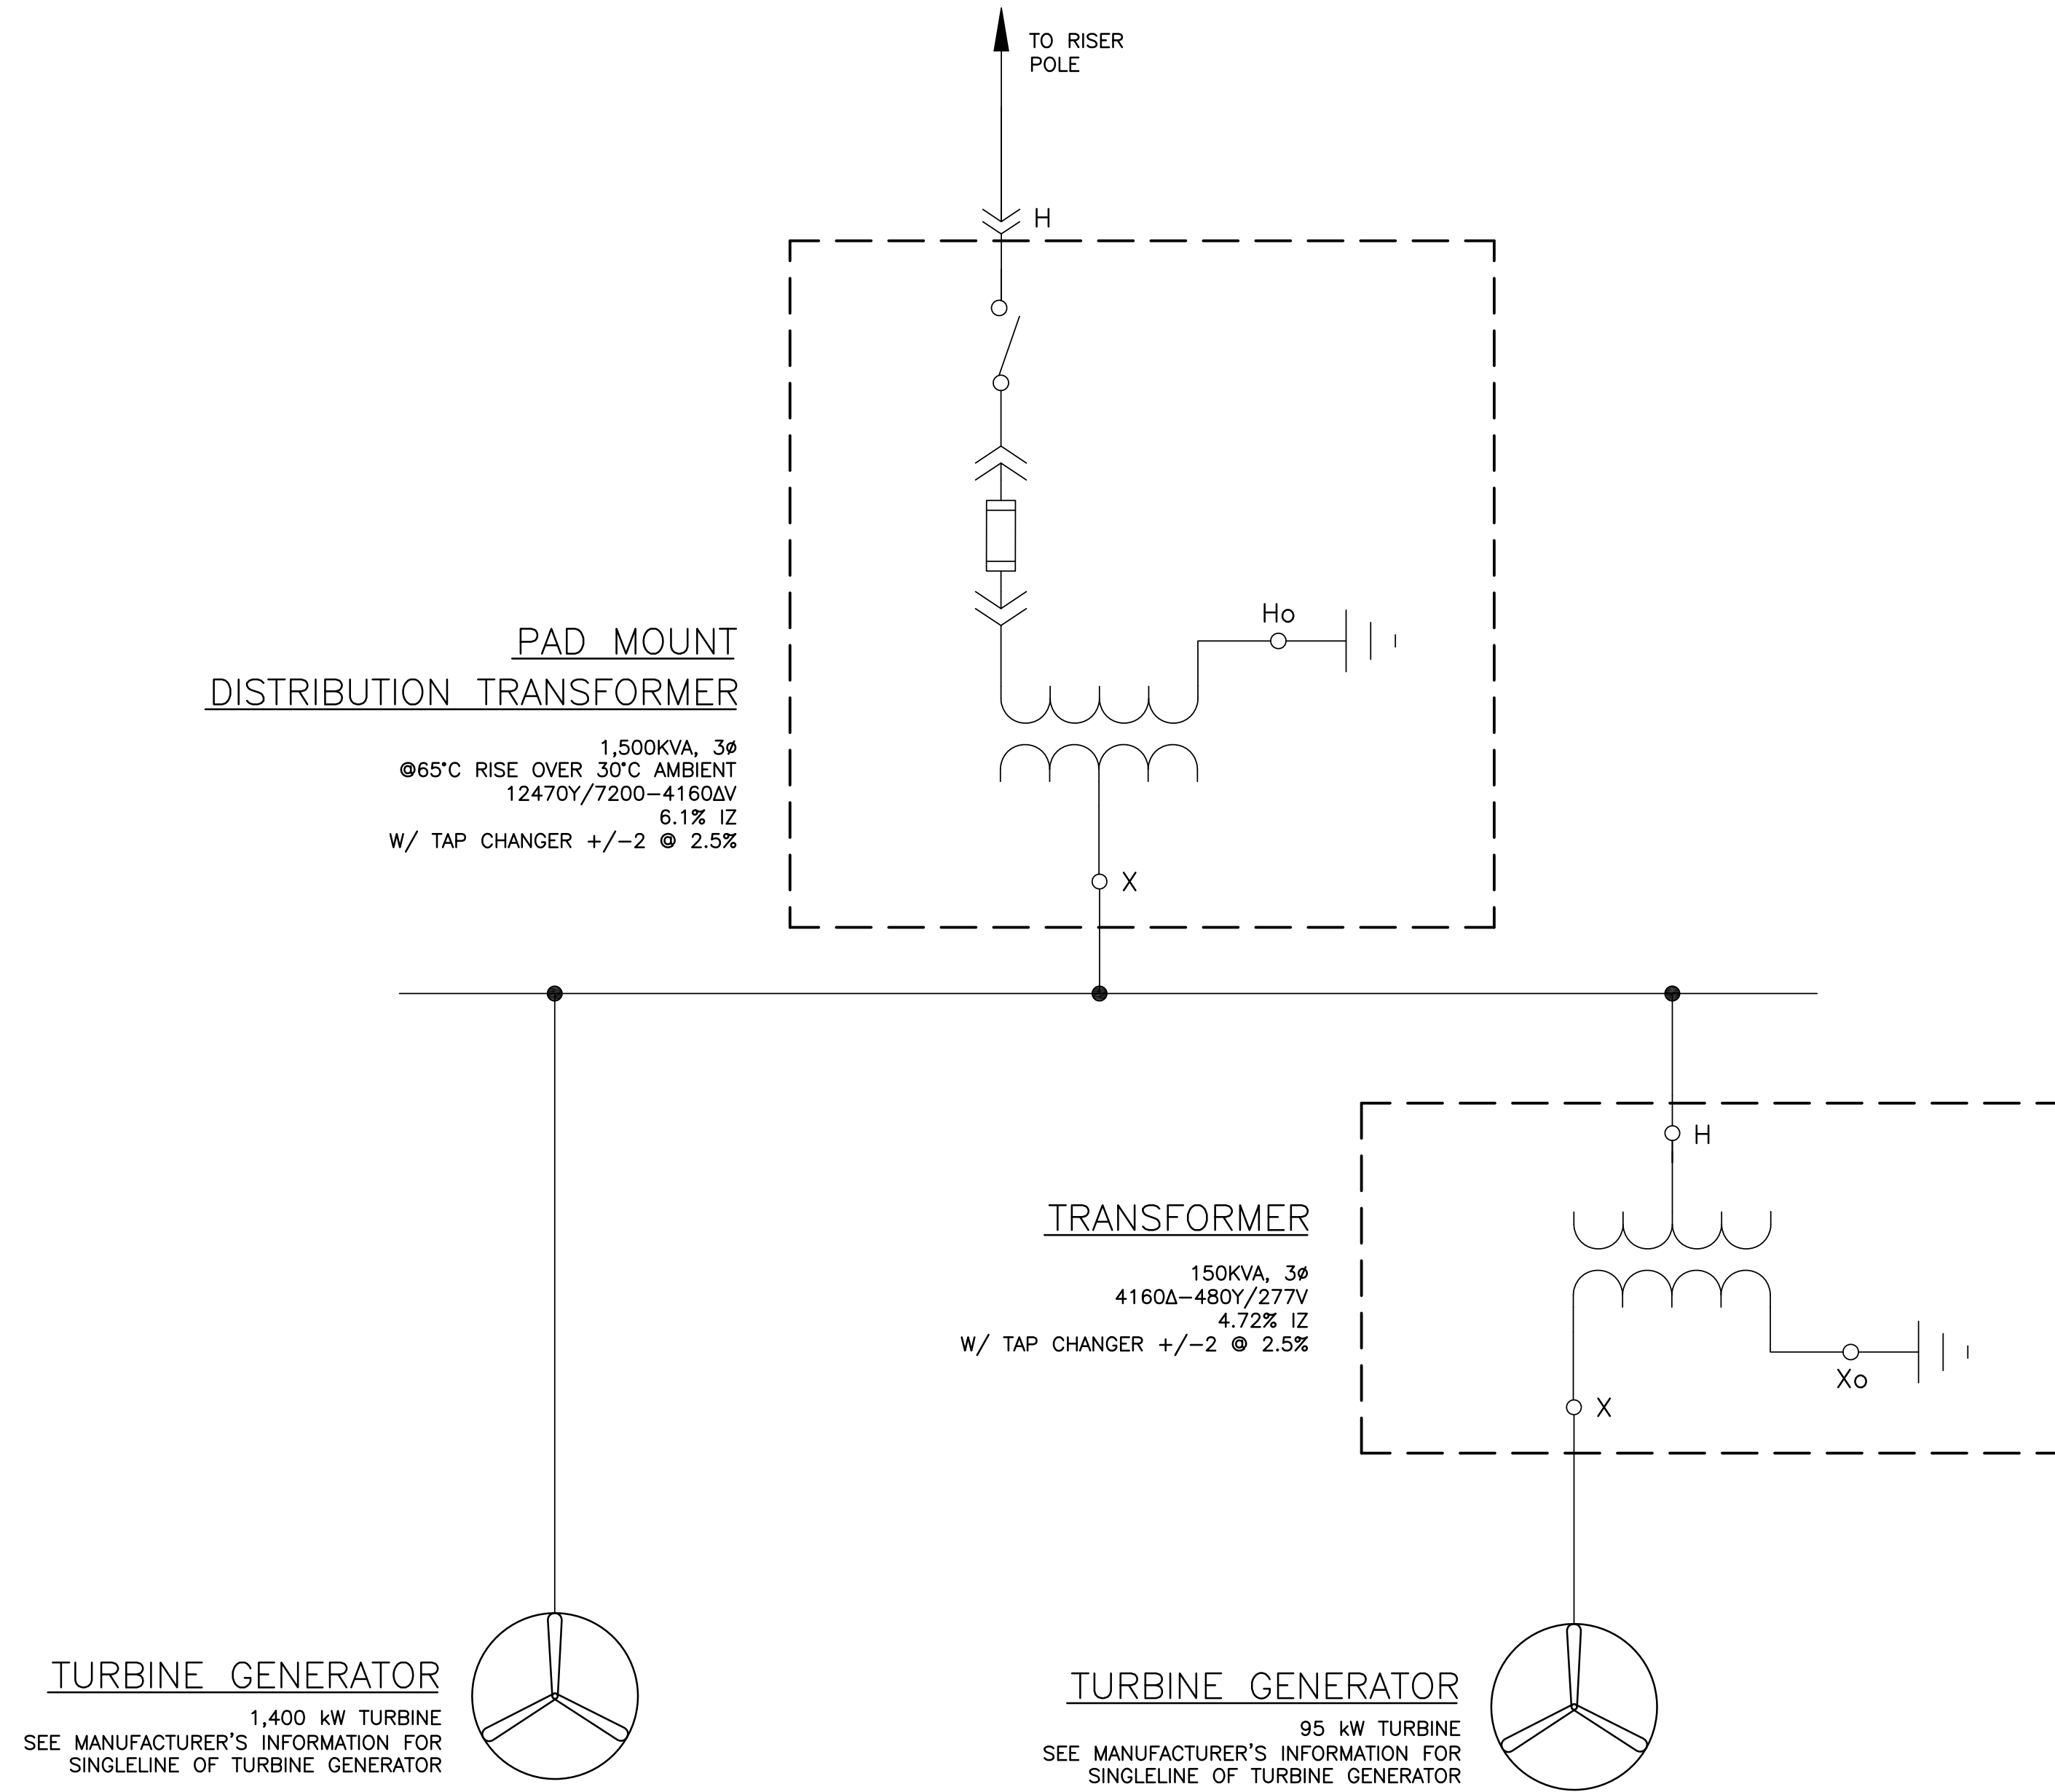 TO RISER
POLE
H
Ho
PAD MOUNT
DISTRIBUTION TRANSFORMER
1,500KVA, 3ø
@65°C RISE OVER 30°C AMBIENT
12470Y/7200-4160ΔV
6.1% IZ
W/ TAP CHANGER +/-2 @ 2.5%
X
H
TRANSFORMER
150KVA, 3ø
4160Δ-480Y/277V
4.72% IZ
W/ TAP CHANGER +/-2 @ 2.5%
Xo
X
TURBINE GENERATOR
1,400 kW TURBINE
SEE MANUFACTURER'S INFORMATION FOR
SINGLELINE OF TURBINE GENERATOR
TURBINE GENERATOR
95 kW TURBINE
SEE MANUFACTURER'S INFORMATION FOR
SINGLELINE OF TURBINE GENERATOR